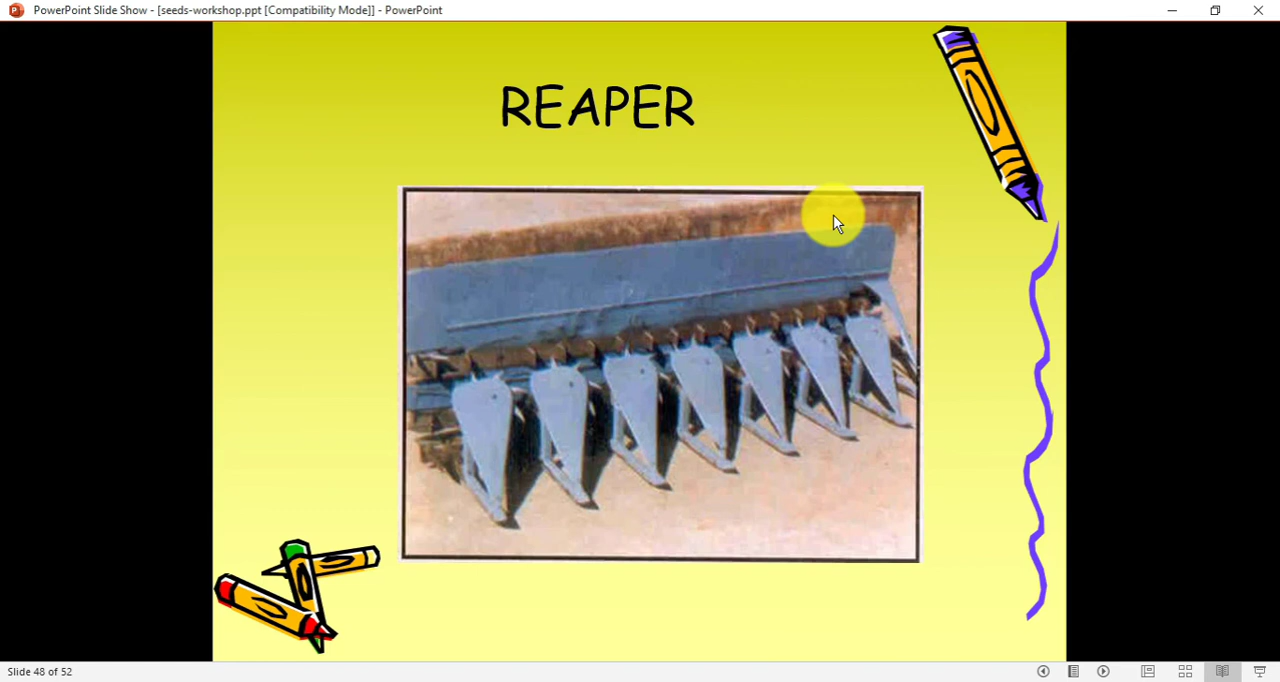 PowerPoint Slide Show - [seeds-workshop.ppt [Compatibility Mode]] - PowerPoint
REAPER
Slide 48 of 52